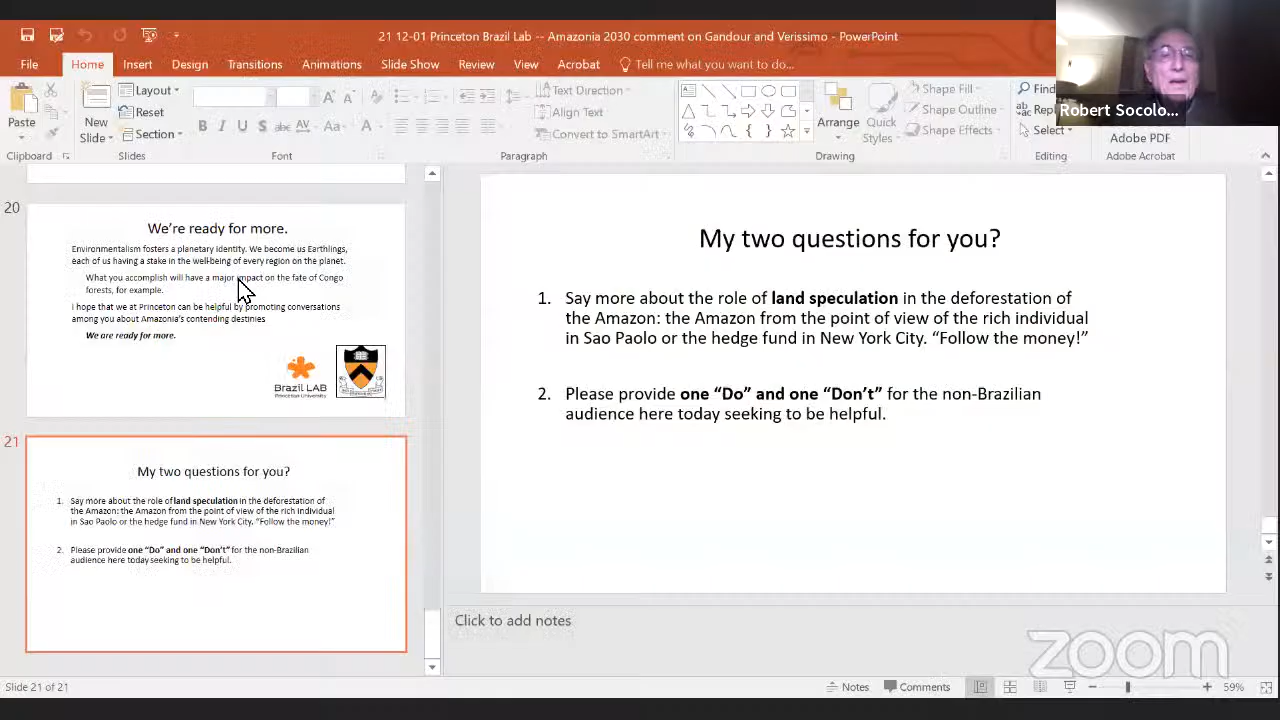 21 12-01 Princeton Brazil Lab -- Amazonia 2030 comment on Gandour and Verissimo - PowerPoint
File Home Insert Design Transitions Animations Slide Show Review View Acrobat Tell me what you want to do...
Paste
New
Slide
Layout
Reset
Section
B I U S abc AV Aa A
Text Direction
Align Text
Convert to SmartArt
Arrange
Quick
Styles
Shape Fill
Shape Outline
Shape Effects
Find
Select
Adobe PDF
Clipboard Slides Font Paragraph Drawing Editing Adobe Acrobat
Robert Socolo...
20
We're ready for more.
Environmentalism fosters a planetary identity. We become us Earthlings,
each of us having a stake in the well-being of every region on the planet.
What you accomplish will have a major impact on the fate of Congo
forests, for example.
I hope that we at Princeton can be helpful by promoting conversations
among you about Amazonia's contending destinies
We are ready for more.
Brazil LAB
Princeton University
21
My two questions for you?
1. Say more about the role of land speculation in the deforestation of
the Amazon: the Amazon from the point of view of the rich individual
in Sao Paolo or the hedge fund in New York City. "Follow the money!"
2. Please provide one "Do" and one "Don't" for the non-Brazilian
audience here today seeking to be helpful.
My two questions for you?
1. Say more about the role of land speculation in the deforestation of
the Amazon: the Amazon from the point of view of the rich individual
in Sao Paolo or the hedge fund in New York City. "Follow the money!"
2. Please provide one "Do" and one "Don't" for the non-Brazilian
audience here today seeking to be helpful.
Click to add notes
zoom
Slide 21 of 21
Notes Comments 59%